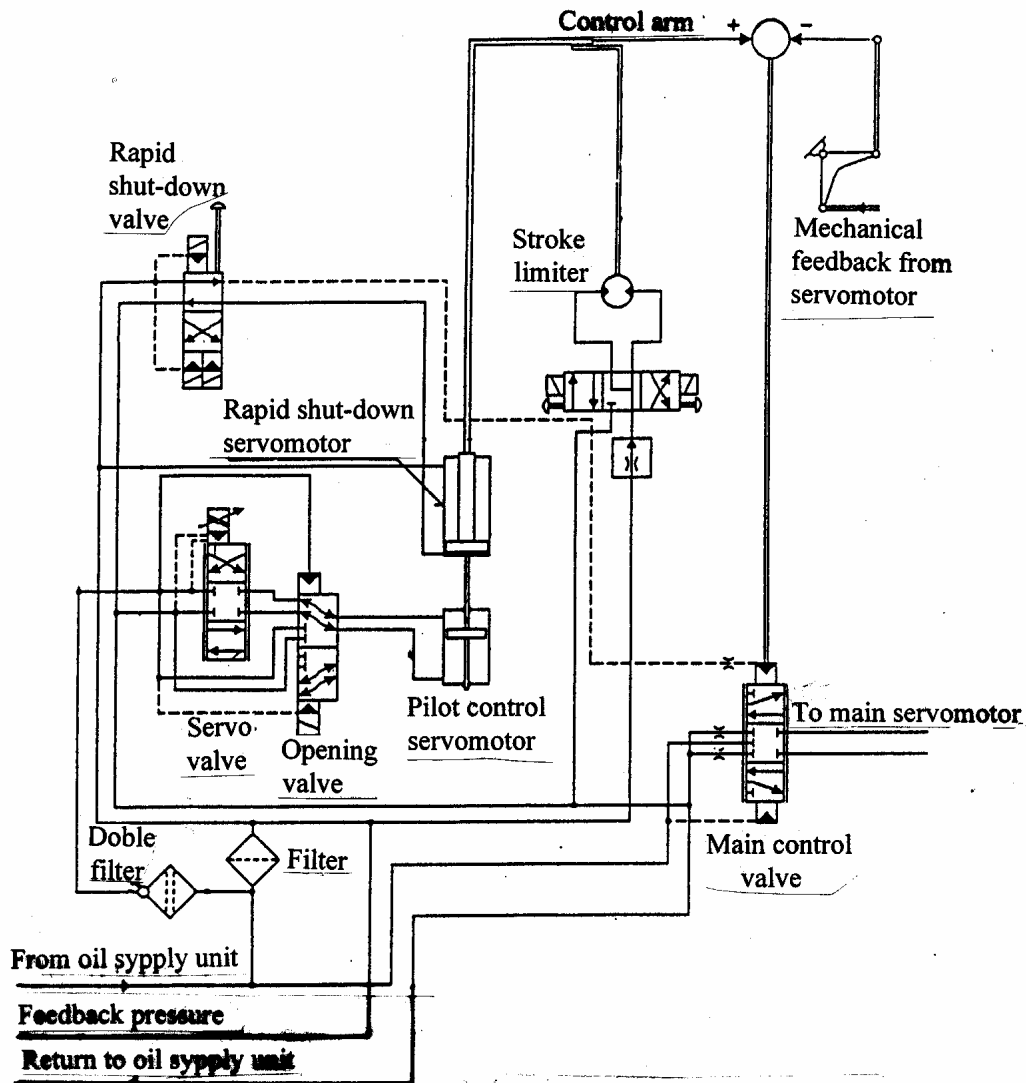 Control arm
+
-
Rapid
shut-down
valve
Stroke
limiter
Mechanical
feedback from
servomotor
Rapid shut-down
servomotor
Servo
valve
Opening
valve
Pilot control
servomotor
To main servomotor
Main control
valve
Doble
filter
Filter
From oil sypply unit
Feedback pressure
Return to oil sypply unit